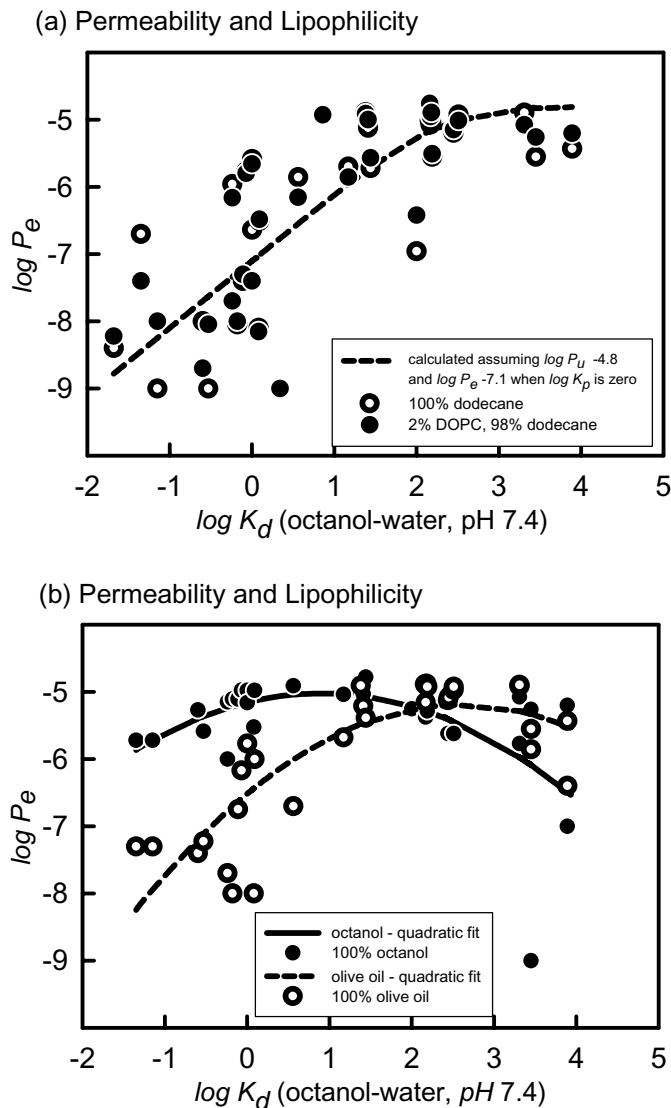 (a) Permeability and Lipophilicity
-5
-6
-7
-8
-9
log Pe
calculated assuming log Pu -4.8
and log Pe -7.1 when log Kp is zero
100% dodecane
2% DOPC, 98% dodecane
-2 -1 0 1 2 3 4 5
log Kd (octanol-water, pH 7.4)
(b) Permeability and Lipophilicity
-5
-6
-7
-8
-9
log Pe
octanol - quadratic fit
100% octanol
olive oil - quadratic fit
100% olive oil
-2 -1 0 1 2 3 4 5
log Kd (octanol-water, pH 7.4)